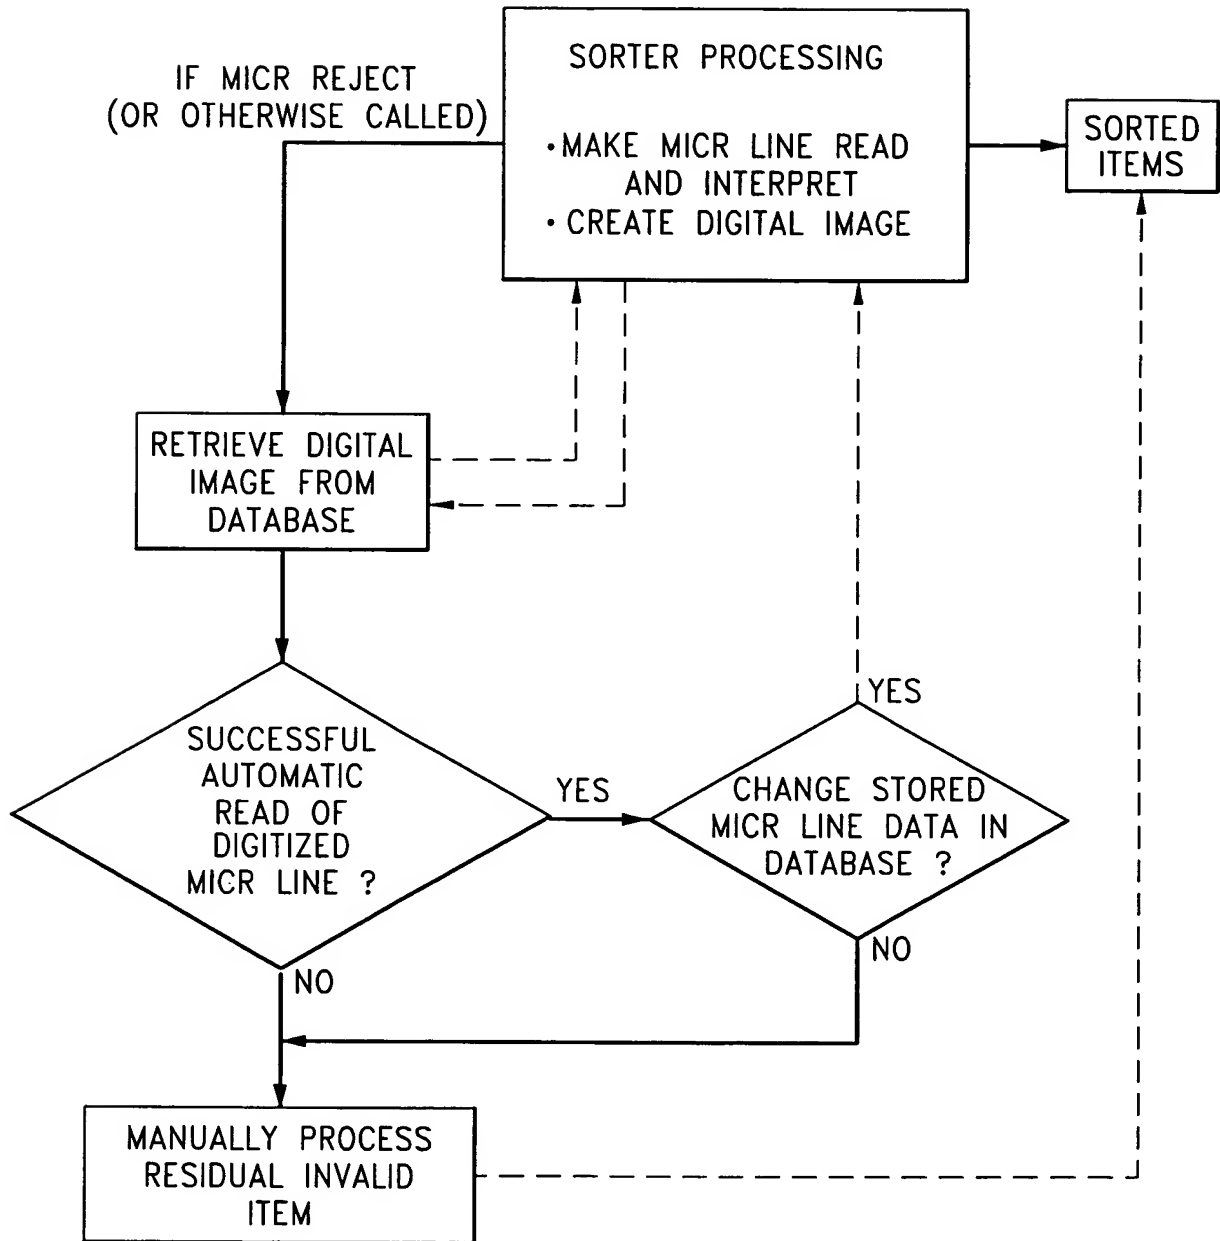 SORTER PROCESSING
• MAKE MICR LINE READ
AND INTERPRET
• CREATE DIGITAL IMAGE
IF MICR REJECT
(OR OTHERWISE CALLED)
SORTED
ITEMS
RETRIEVE DIGITAL
IMAGE FROM
DATABASE
SUCCESSFUL
AUTOMATIC
READ OF
DIGITIZED
MICR LINE ?
YES
NO
CHANGE STORED
MICR LINE DATA IN
DATABASE ?
YES
NO
MANUALLY PROCESS
RESIDUAL INVALID
ITEM